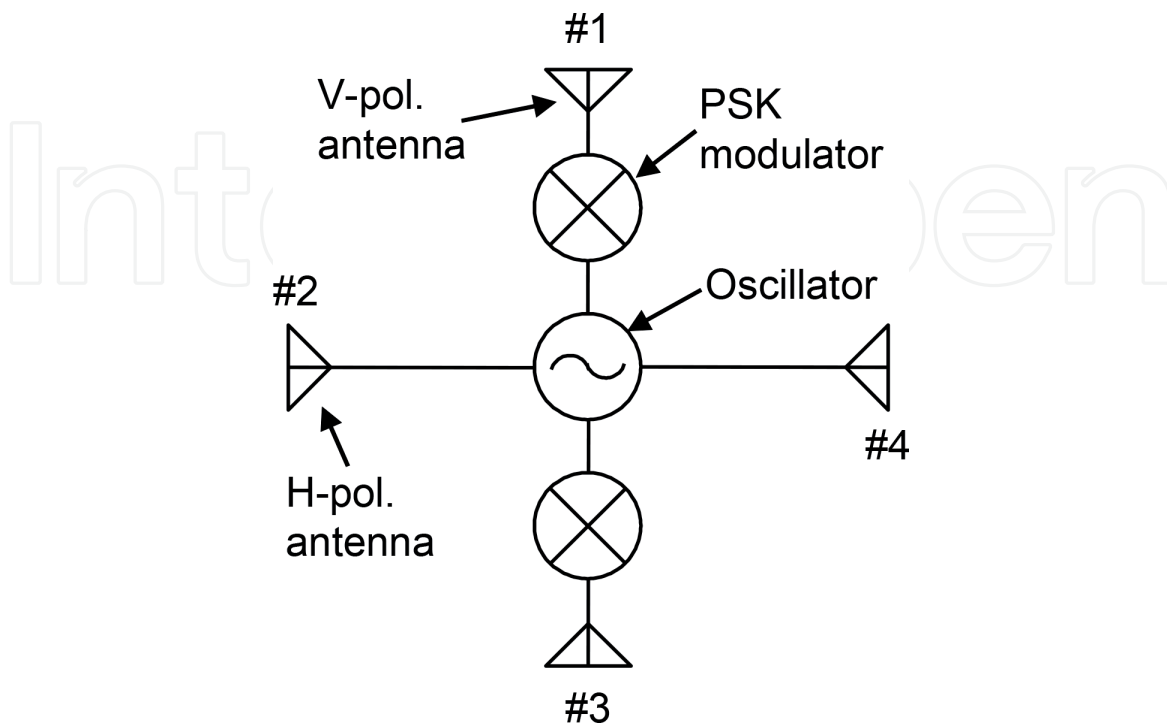 #1
V-pol.
antenna
PSK
modulator
#2
Oscillator
#4
H-pol.
antenna
#3